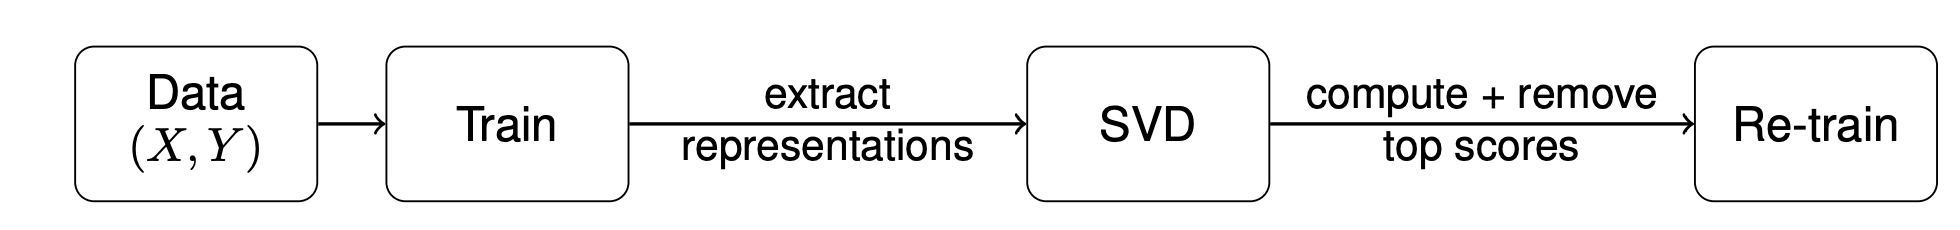 Data
(X, Y)
Train
extract
representations
SVD
compute + remove
top scores
Re-train